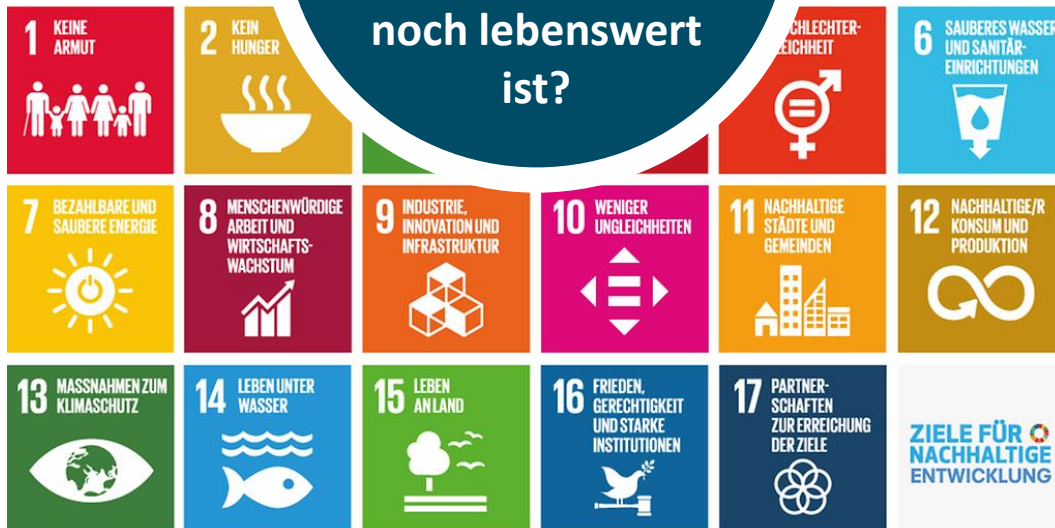 noch lebenswert
ist?
1 KEINE
ARMUT
2 KEIN
HUNGER
CHLECHTER-
EICHHEIT
6 SAUBERES WASSER
UND SANITÄR-
EINRICHTUNGEN
7 BEZAHLBARE UND
SAUBERE ENERGIE
8 MENSCHENWÜRDIGE
ARBEIT UND
WIRTSCHAFTS-
WACHSTUM
9 INDUSTRIE,
INNOVATION UND
INFRASTRUKTUR
10 WENIGER
UNGLEICHHEITEN
11 NACHHALTIGE
STÄDTE UND
GEMEINDEN
12 NACHHALTIGE/R
KONSUM UND
PRODUKTION
13 MASSNAHMEN ZUM
KLIMASCHUTZ
14 LEBEN UNTER
WASSER
15 LEBEN
AN LAND
16 FRIEDEN,
GERECHTIGKEIT
UND STARKE
INSTITUTIONEN
17 PARTNER-
SCHAFTEN
ZUR ERREICHUNG
DER ZIELE
ZIELE FÜR
NACHHALTIGE
ENTWICKLUNG